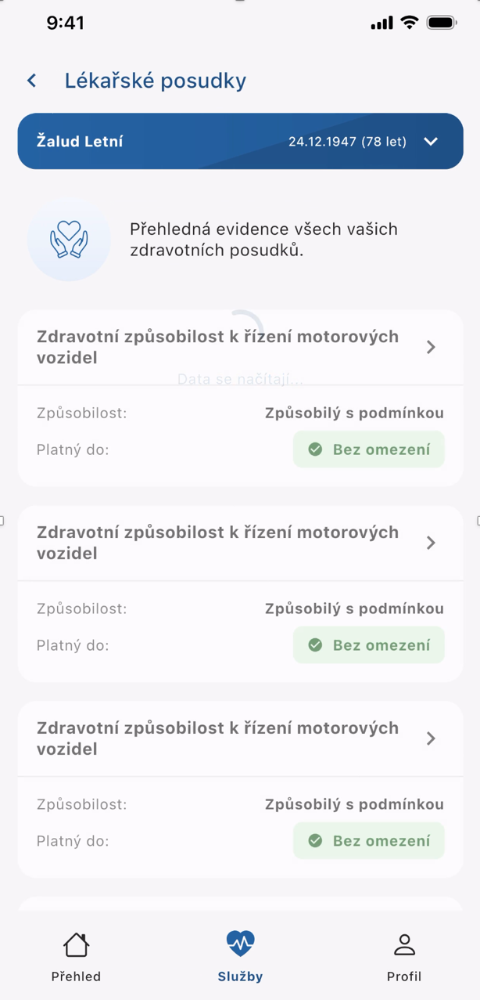 9:41
Lékařské posudky
Žalud Letní 24.12.1947 (78 let)
Přehledná evidence všech vašich
zdravotních posudků.
Zdravotní způsobilost k řízení motorových
vozidel
Data se načítají...
Způsobilost: Způsobilý s podmínkou
Platný do: Bez omezení
Zdravotní způsobilost k řízení motorových
vozidel
Způsobilost: Způsobilý s podmínkou
Platný do: Bez omezení
Zdravotní způsobilost k řízení motorových
vozidel
Způsobilost: Způsobilý s podmínkou
Platný do: Bez omezení
Přehled Služby Profil